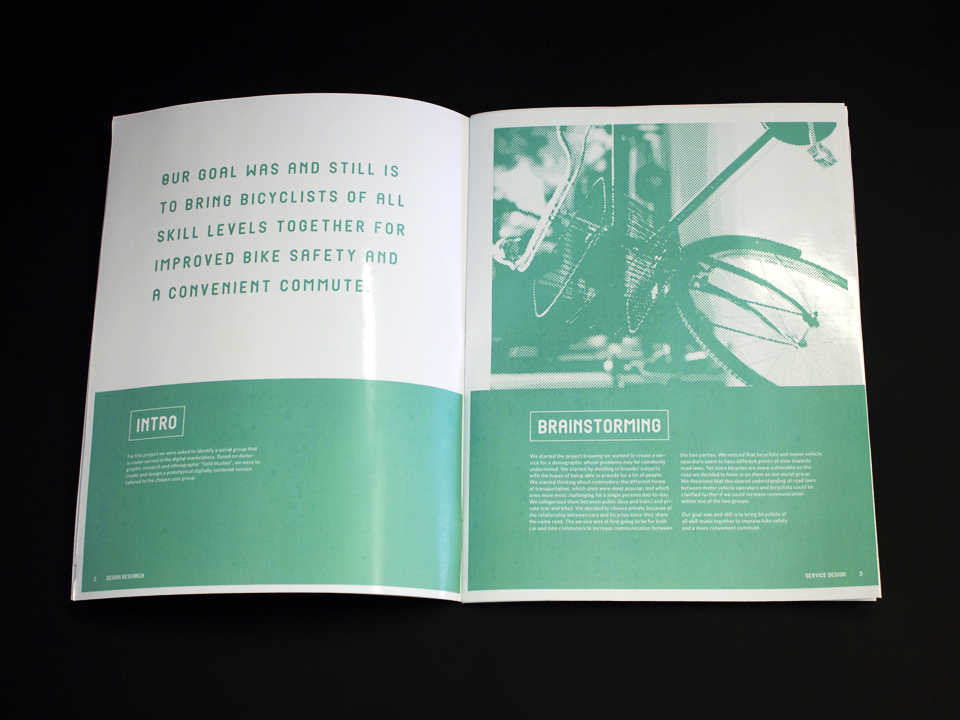 OUR GOAL WAS AND STILL IS
TO BRING BICYCLISTS OF ALL
SKILL LEVELS TOGETHER FOR
IMPROVED BIKE SAFETY AND
A CONVENIENT COMMUTE.
INTRO
For this project we were asked to identify a social group that
is under-served in the digital marketplace. Based on demo-
graphic research and ethnographic "field studies", we were to
create and design a prototypical digitally-centered service
tailored to the chosen user group.
2 DESIGN RESEARCH
BRAINSTORMING
We started the project knowing we wanted to create a ser-
vice for a demographic whose problems may be commonly
understood. We started by dwelling in broader subjects
with the hopes of being able to provide for a lot of people.
We started thinking about commuters: the different forms
of transportation, which ones were most popular, and which
ones were most challenging for a single persons day-to-day.
We categorized them between public (bus and train) and pri-
vate (car and bike). We decided to choose private because of
the relationship between cars and bicycles since they share
the same road. The service was at first going to be for both
car and bike commuters to increase communication between
the two parties. We noticed that bicyclists and motor vehicle
operators seem to have different points of view towards
road laws. Yet since bicycles are more vulnerable on the
road we decided to hone in on them as our social group.
We theorized that the shared understanding of road laws
between motor vehicle operators and bicyclists could be
clarified further if we could increase communication
within one of the two groups.
Our goal was and still is to bring bicyclists of
all skill levels together to improve bike safety
and a more convenient commute.
SERVICE DESIGN 3